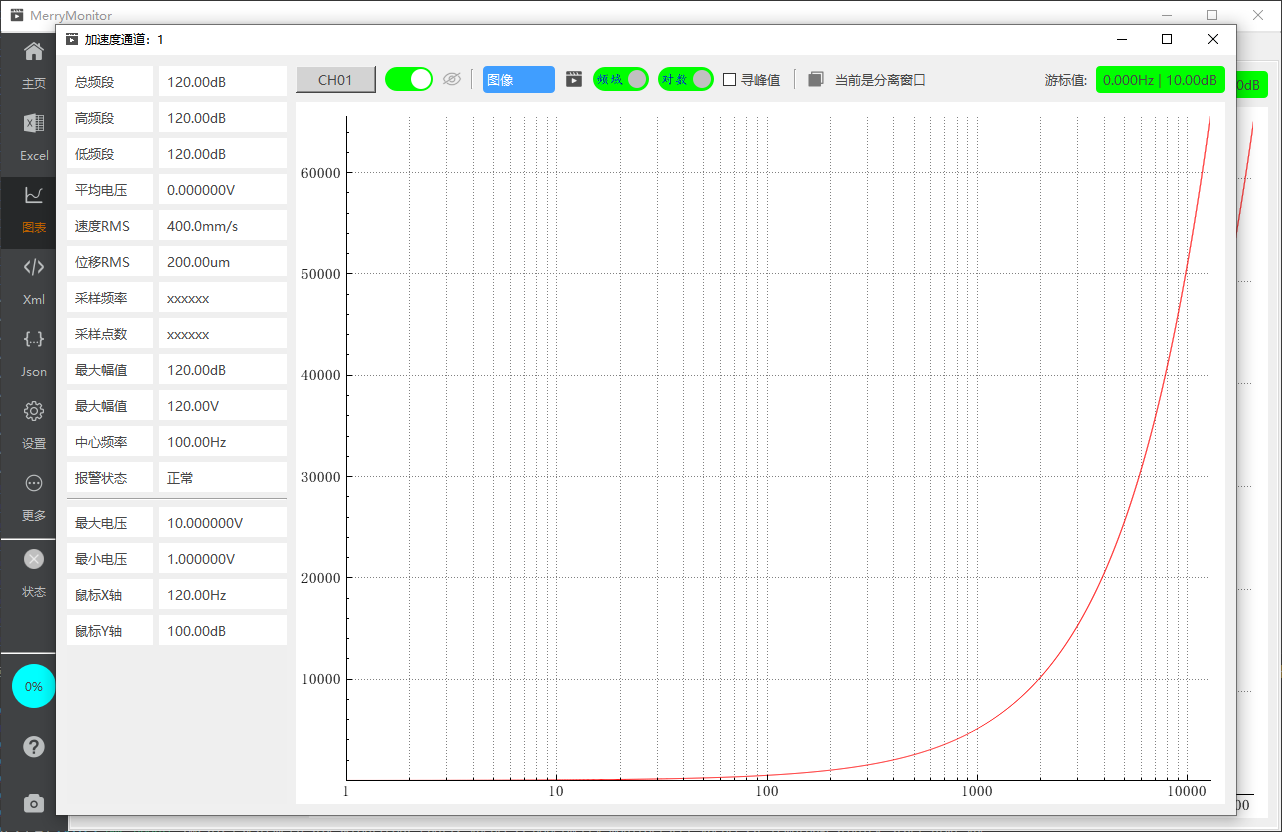 MerryMonitor
加速度通道：1
主页
Excel
图表
Xml
Json
设置
更多
状态
0%
总频段 120.00dB
高频段 120.00dB
低频段 120.00dB
平均电压 0.000000V
速度RMS 400.0mm/s
位移RMS 200.00um
采样频率 xxxxxx
采样点数 xxxxxx
最大幅值 120.00dB
最大幅值 120.00V
中心频率 100.00Hz
报警状态 正常
最大电压 10.000000V
最小电压 1.000000V
鼠标X轴 120.00Hz
鼠标Y轴 100.00dB
CH01 图像 频域 对数 寻峰值 当前是分离窗口 游标值: 0.000Hz | 10.00dB
0dB
60000
50000
40000
30000
20000
10000
1 10 100 1000 10000
00